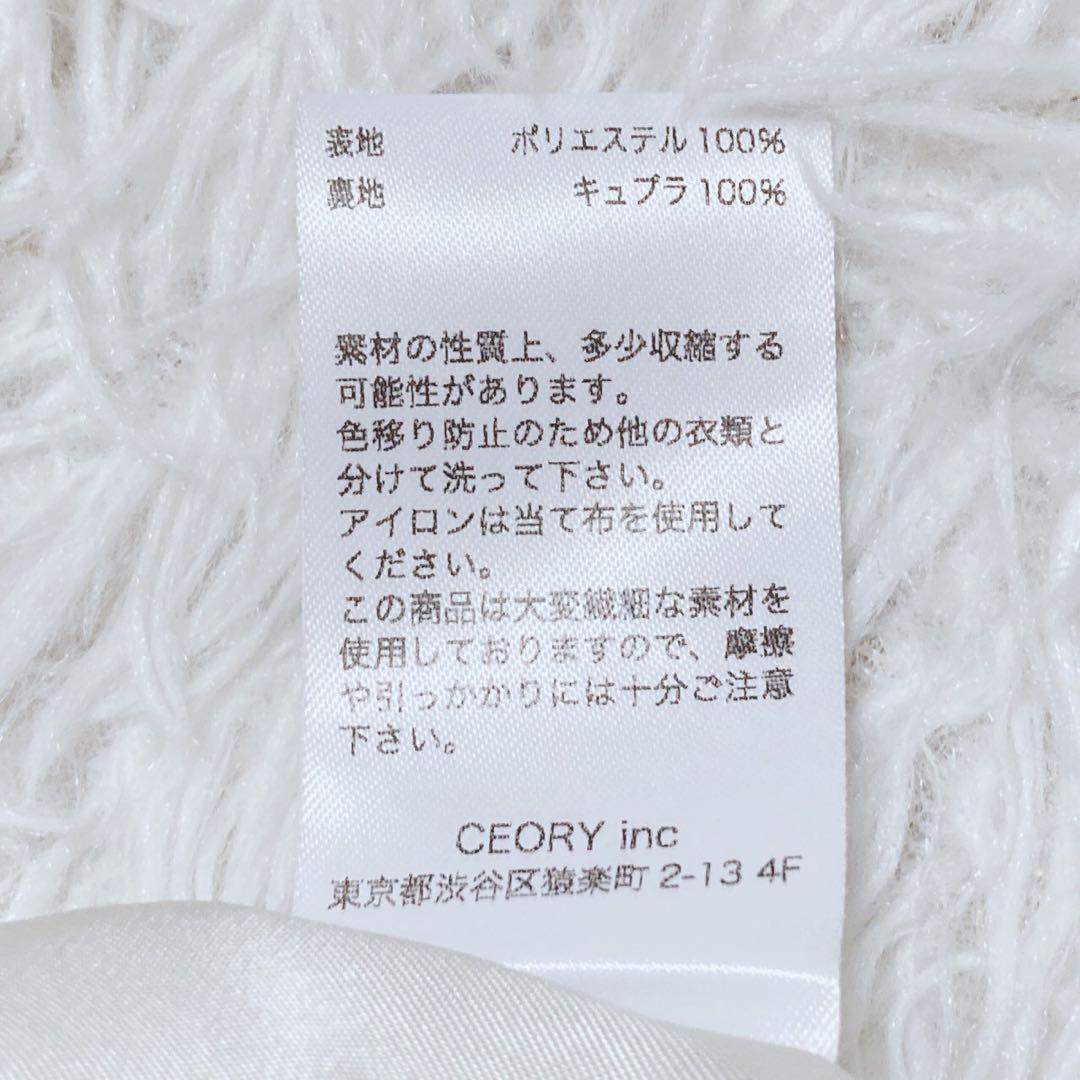 表地 ポリエステル100%
裏地 キュプラ100%
素材の性質上、多少収縮する
可能性があります。
色移り防止のため他の衣類と
分けて洗って下さい。
アイロンは当て布を使用して
ください。
この商品は大変繊細な素材を
使用しておりますので、摩擦
や引っかかりには十分ご注意
下さい。
CEORY inc
東京都渋谷区猿楽町 2-13 4F